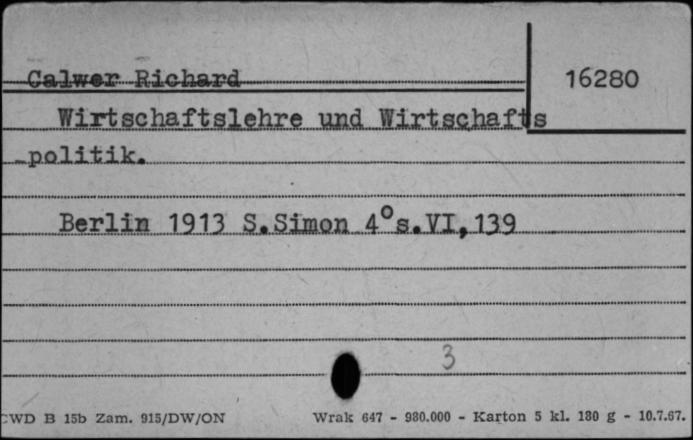 Calwer Richard
16280
Wirtschaftslehre und Wirtschafts
-politik.
Berlin 1913 S.Simon 4°s.VI,139
3
CWD B 15b Zam. 915/DW/ON Wrak 647 - 980.000 - Karton 5 kl. 180 g - 10.7.67.